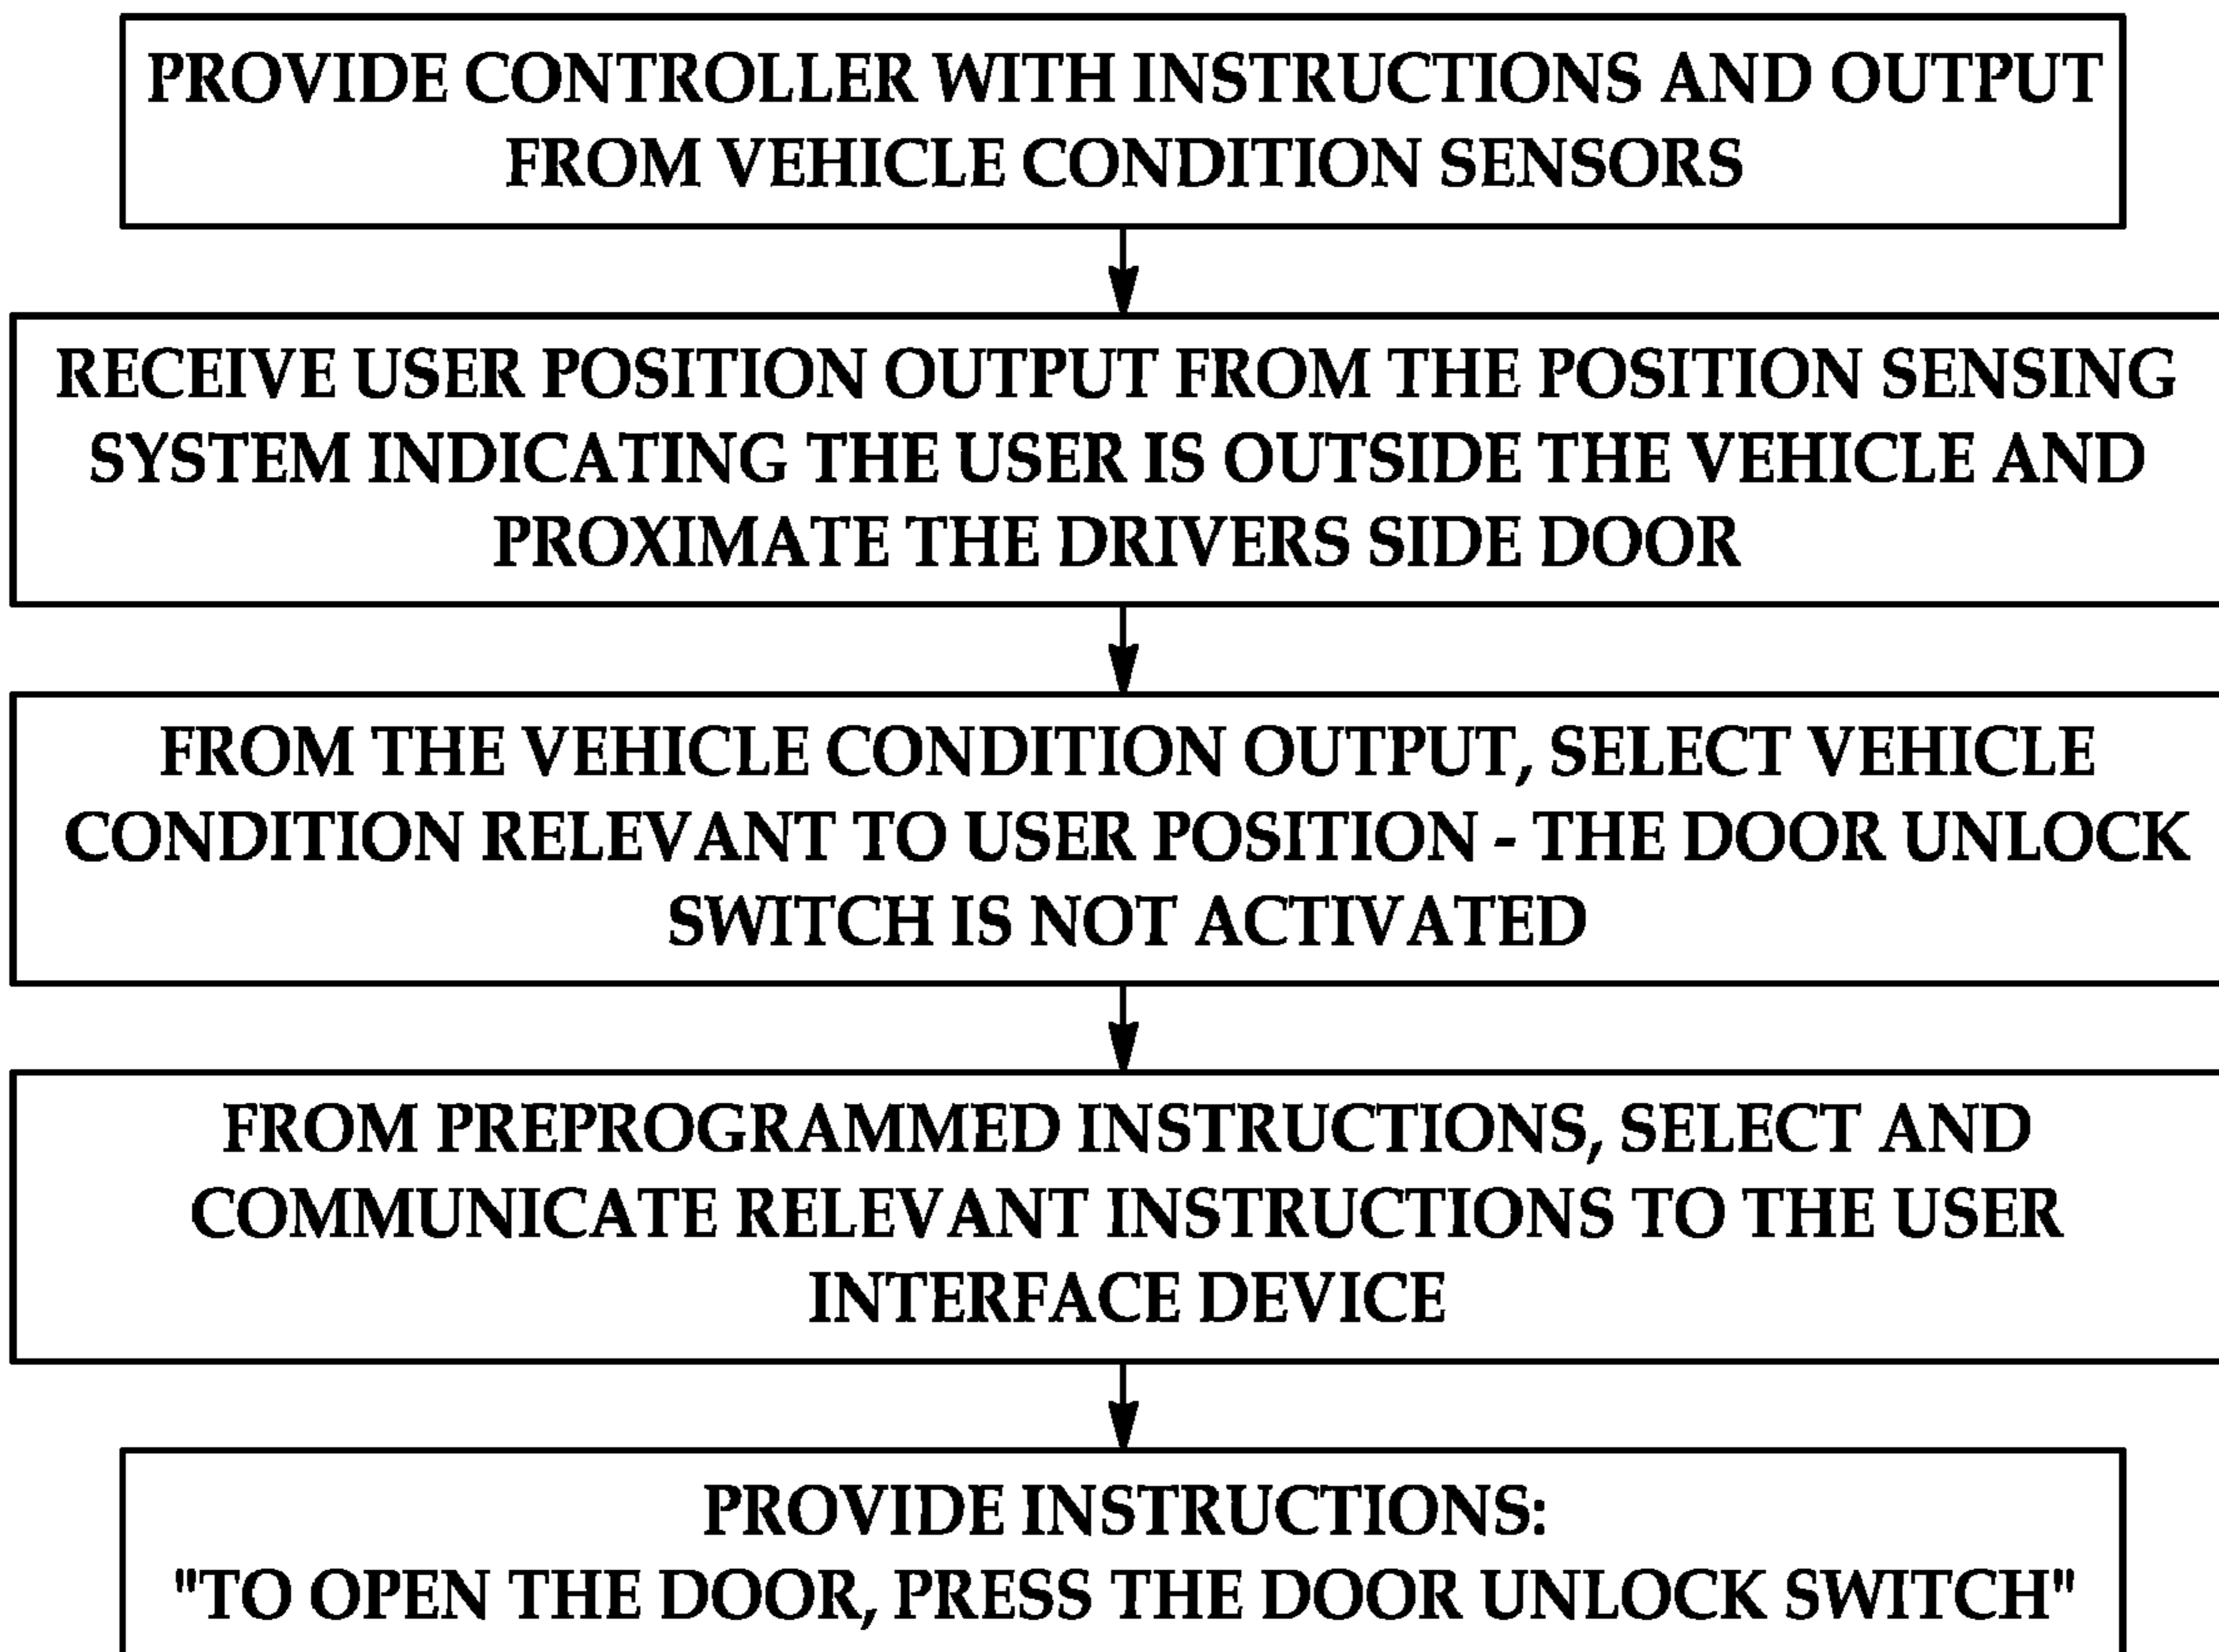 PROVIDE CONTROLLER WITH INSTRUCTIONS AND OUTPUT
FROM VEHICLE CONDITION SENSORS
RECEIVE USER POSITION OUTPUT FROM THE POSITION SENSING
SYSTEM INDICATING THE USER IS OUTSIDE THE VEHICLE AND
PROXIMATE THE DRIVERS SIDE DOOR
FROM THE VEHICLE CONDITION OUTPUT, SELECT VEHICLE
CONDITION RELEVANT TO USER POSITION - THE DOOR UNLOCK
SWITCH IS NOT ACTIVATED
FROM PREPROGRAMMED INSTRUCTIONS, SELECT AND
COMMUNICATE RELEVANT INSTRUCTIONS TO THE USER
INTERFACE DEVICE
PROVIDE INSTRUCTIONS:
"TO OPEN THE DOOR, PRESS THE DOOR UNLOCK SWITCH"